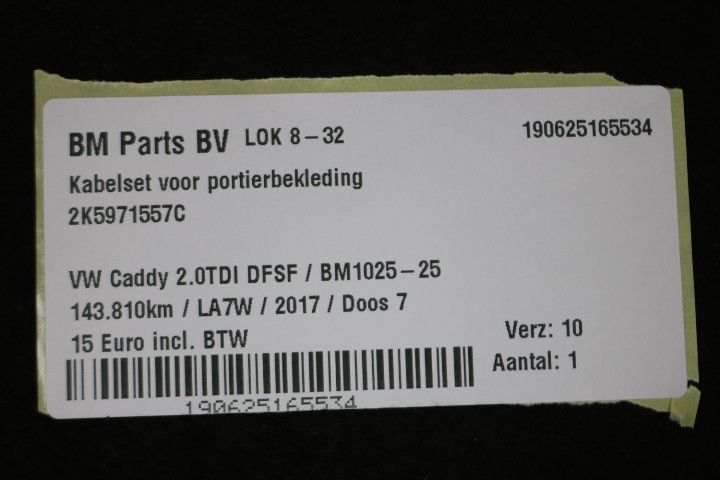 BM Parts BV LOK 8-32
190625165534
Kabelset voor portierbekleding
2K5971557C
VW Caddy 2.0TDI DFSF / BM1025-25
143.810km / LA7W / 2017 / Doos 7
15 Euro incl. BTW
Verz: 10
Aantal: 1
190625165534